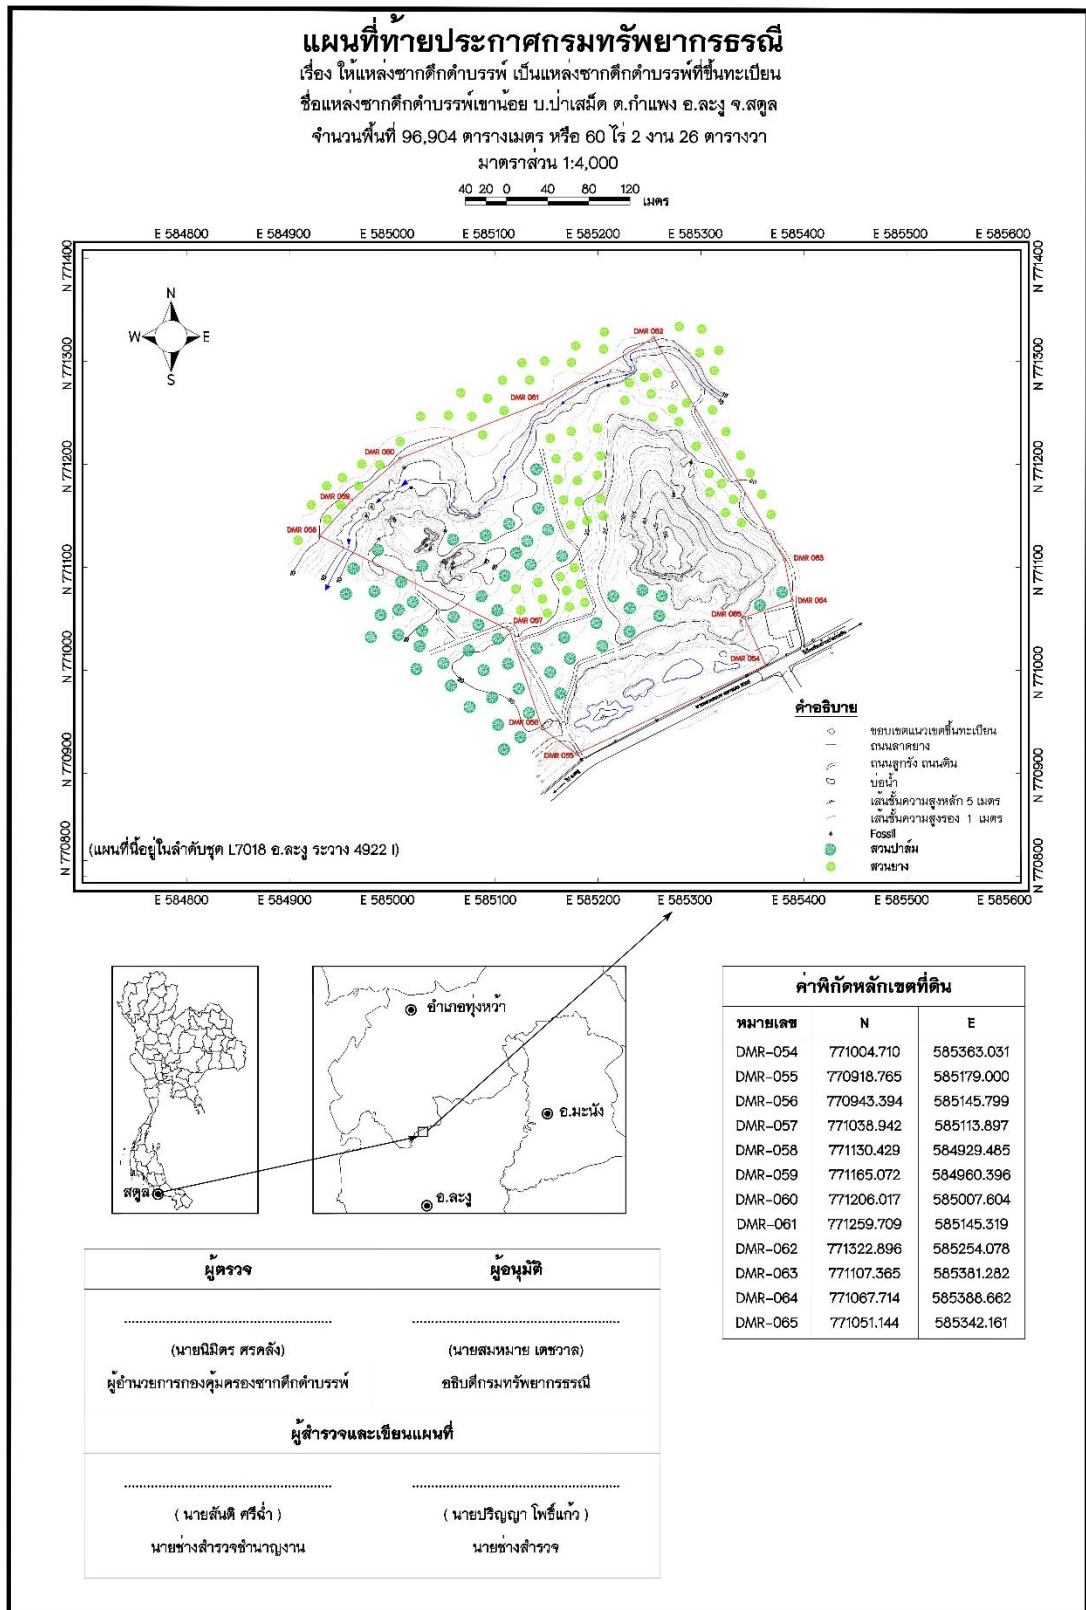 แผนที่ท้ายประกาศกรมทรัพยากรธรณี
เรื่อง ให้แหล่งซากดึกดำบรรพ์ เป็นแหล่งซากดึกดำบรรพ์ที่ขึ้นทะเบียน
ชื่อแหล่งซากดึกดำบรรพ์เขาน้อย บ.ป่าเสม็ด ต.กำแพง อ.ละงู จ.สตูล
จำนวนพื้นที่ 96,904 ตารางเมตร หรือ 60 ไร่ 2 งาน 26 ตารางวา
มาตราส่วน 1:4,000
40 20 0 40 80 120 เมตร
E 584800 E 584900 E 585000 E 585100 E 585200 E 585300 E 585400 E 585500 E 585600
N 771400 N 771400
N 771300 N 771300
N 771200 N 771200
N 771100 N 771100
N 771000 N 771000
N 770900 N 770900
N 770800 N 770800
N
W E
S
DMR 062
DMR 061
DMR 060
DMR 059
DMR 058
DMR 063
DMR 064
DMR 065
DMR 057
DMR 054
DMR 056
DMR 055
คำอธิบาย
ขอบเขตแนวเขตขึ้นทะเบียน
ถนนลาดยาง
ถนนลูกรัง ถนนดิน
บ่อน้ำ
เส้นชั้นความสูงหลัก 5 เมตร
เส้นชั้นความสูงรอง 1 เมตร
Fossil
สวนปาล์ม
สวนยาง
(แผนที่นี้อยู่ในลำดับชุด L7018 อ.ละงู ระวาง 4922 I)
E 584800 E 584900 E 585000 E 585100 E 585200 E 585300 E 585400 E 585500 E 585600
สตูล
อำเภอทุ่งหว้า
อ.มะนัง
อ.ละงู
ค่าพิกัดหลักเขตที่ดิน
หมายเลข N E
DMR-054 771004.710 585363.031
DMR-055 770918.765 585179.000
DMR-056 770943.394 585145.799
DMR-057 771038.942 585113.897
DMR-058 771130.429 584929.485
DMR-059 771165.072 584960.396
DMR-060 771206.017 585007.604
DMR-061 771259.709 585145.319
DMR-062 771322.896 585254.078
DMR-063 771107.365 585381.282
DMR-064 771067.714 585388.662
DMR-065 771051.144 585342.161
ผู้ตรวจ ผู้อนุมัติ
(นายนิมิตร ศรคลัง) (นายสมหมาย เตชวาล)
ผู้อำนวยการกองคุ้มครองซากดึกดำบรรพ์ อธิบดีกรมทรัพยากรธรณี
ผู้สำรวจและเขียนแผนที่
( นายสันติ ศรีฉ่ำ ) ( นายปริญญา โพธิ์แก้ว )
นายช่างสำรวจชำนาญงาน นายช่างสำรวจ